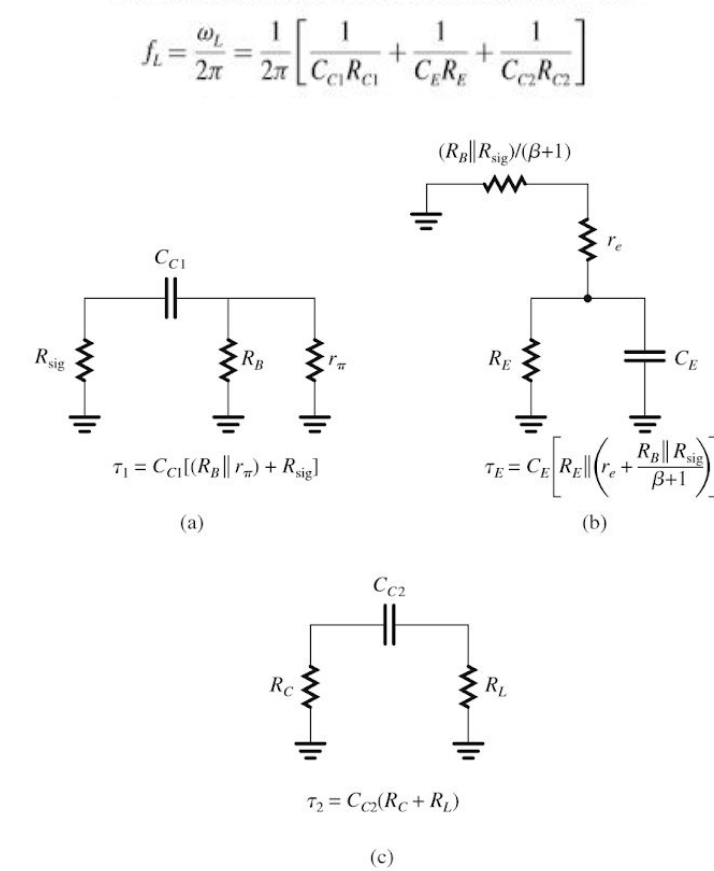 f_L = ω_L/2π = 1/2π [ 1/C_C1 R_C1 + 1/C_E R_E + 1/C_C2 R_C2 ]
(R_B∥R_sig)/(β+1)
r_e
C_C1
R_sig
R_B
r_π
R_E
C_E
τ_1 = C_C1[(R_B ∥ r_π) + R_sig]
τ_E = C_E [ R_E∥( r_e + R_B∥R_sig/β+1 ) ]
(a)
(b)
C_C2
R_C
R_L
τ_2 = C_C2(R_C + R_L)
(c)